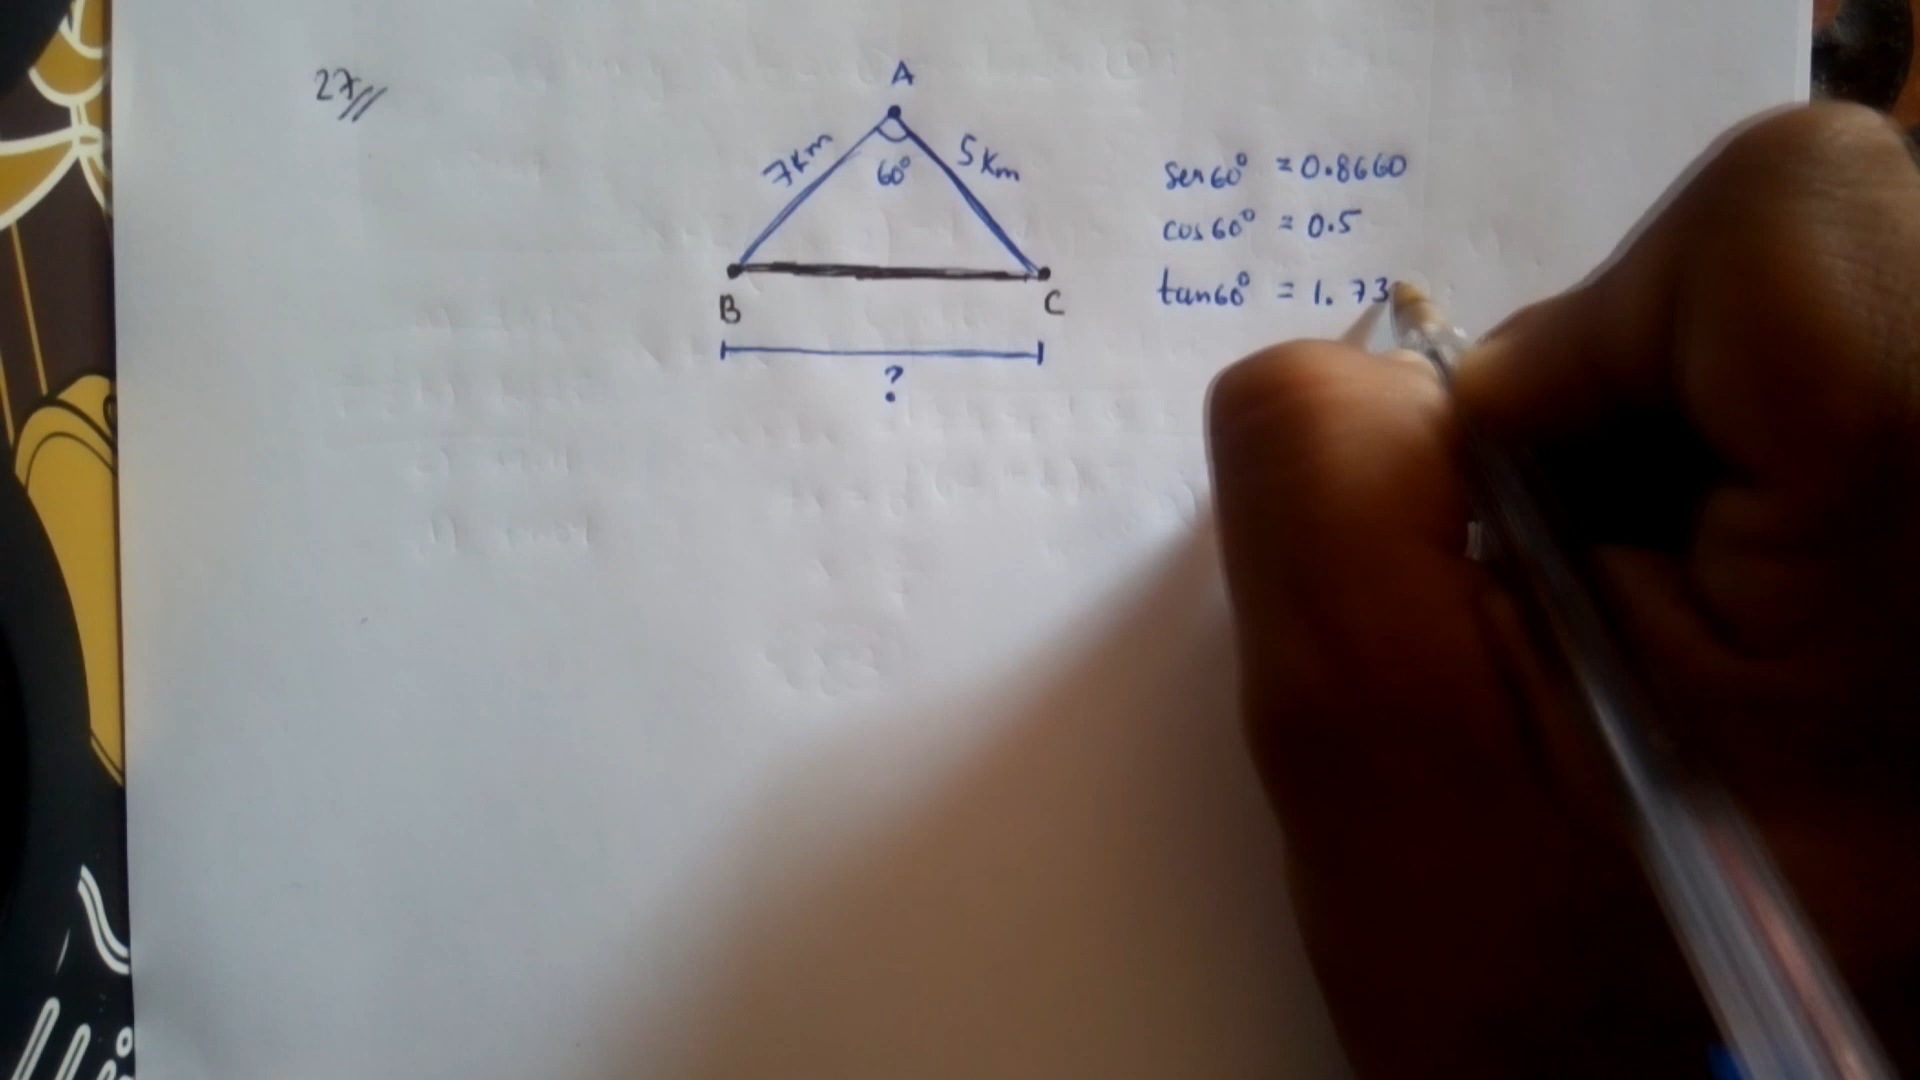 27
A
7km
60°
5km
B
C
?
sen60° = 0.8660
cos60° = 0.5
tan60° = 1.73